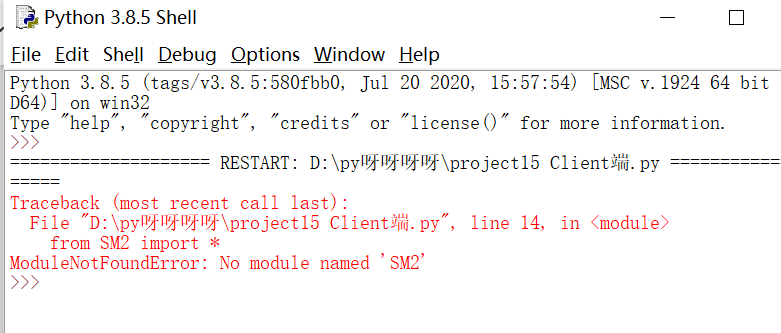 Python 3.8.5 Shell
File Edit Shell Debug Options Window Help
Python 3.8.5 (tags/v3.8.5:580fbb0, Jul 20 2020, 15:57:54) [MSC v.1924 64 bit
D64)] on win32
Type "help", "copyright", "credits" or "license()" for more information.
>>>
==================== RESTART: D:\py呀呀呀呀\project15 Client端.py ===========
=====
Traceback (most recent call last):
  File "D:\py呀呀呀呀\project15 Client端.py", line 14, in <module>
    from SM2 import *
ModuleNotFoundError: No module named 'SM2'
>>>